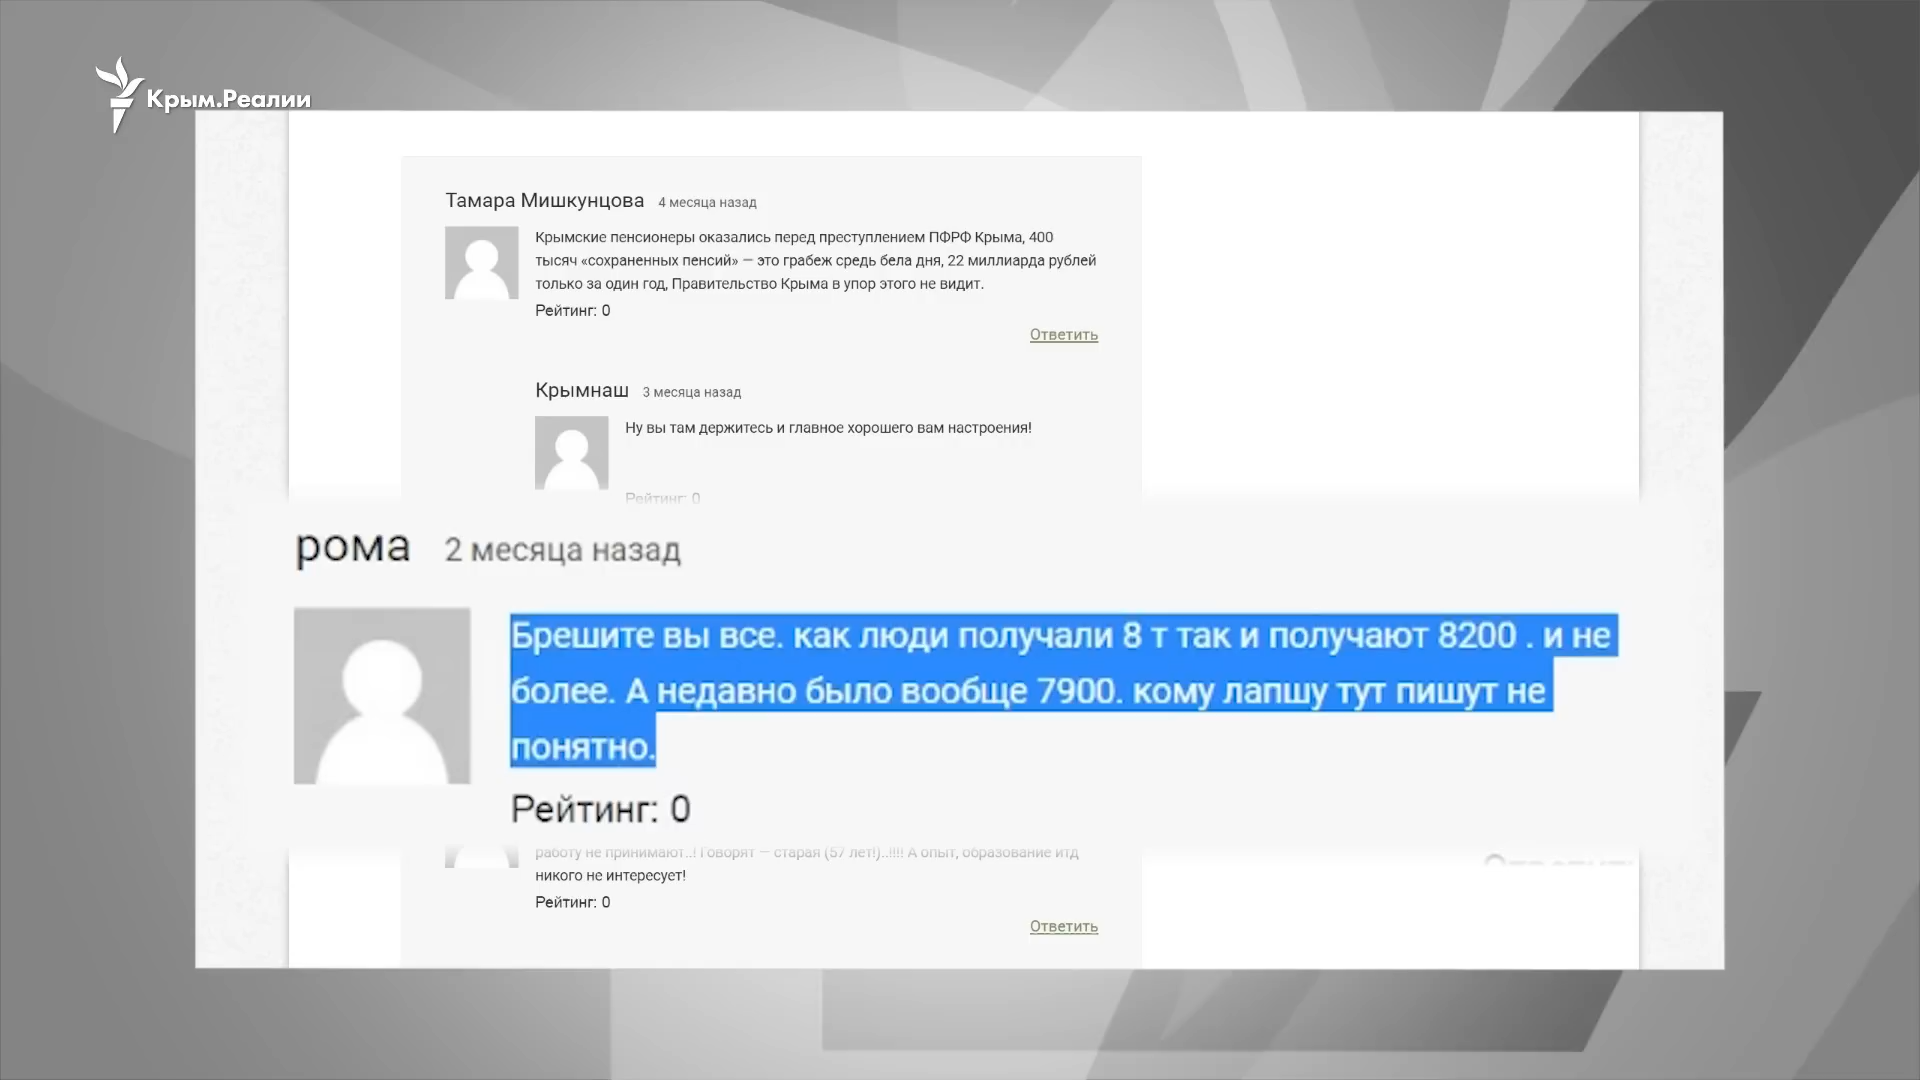 Крым.Реалии
Тамара Мишкунцова 4 месяца назад
Крымские пенсионеры оказались перед преступлением ПФРФ Крыма, 400
тысяч «сохраненных пенсий» — это грабеж средь бела дня, 22 миллиарда рублей
только за один год, Правительство Крыма в упор этого не видит.
Рейтинг: 0
Ответить
Крымнаш 3 месяца назад
Ну вы там держитесь и главное хорошего вам настроения!
Рейтинг: 0
рома 2 месяца назад
Брешите вы все. как люди получали 8 т так и получают 8200 . и не
более. А недавно было вообще 7900. кому лапшу тут пишут не
понятно.
Рейтинг: 0
работу не принимают..! Говорят — старая (57 лет!)..!!!! А опыт, образование итд
никого не интересует!
Рейтинг: 0
Ответить